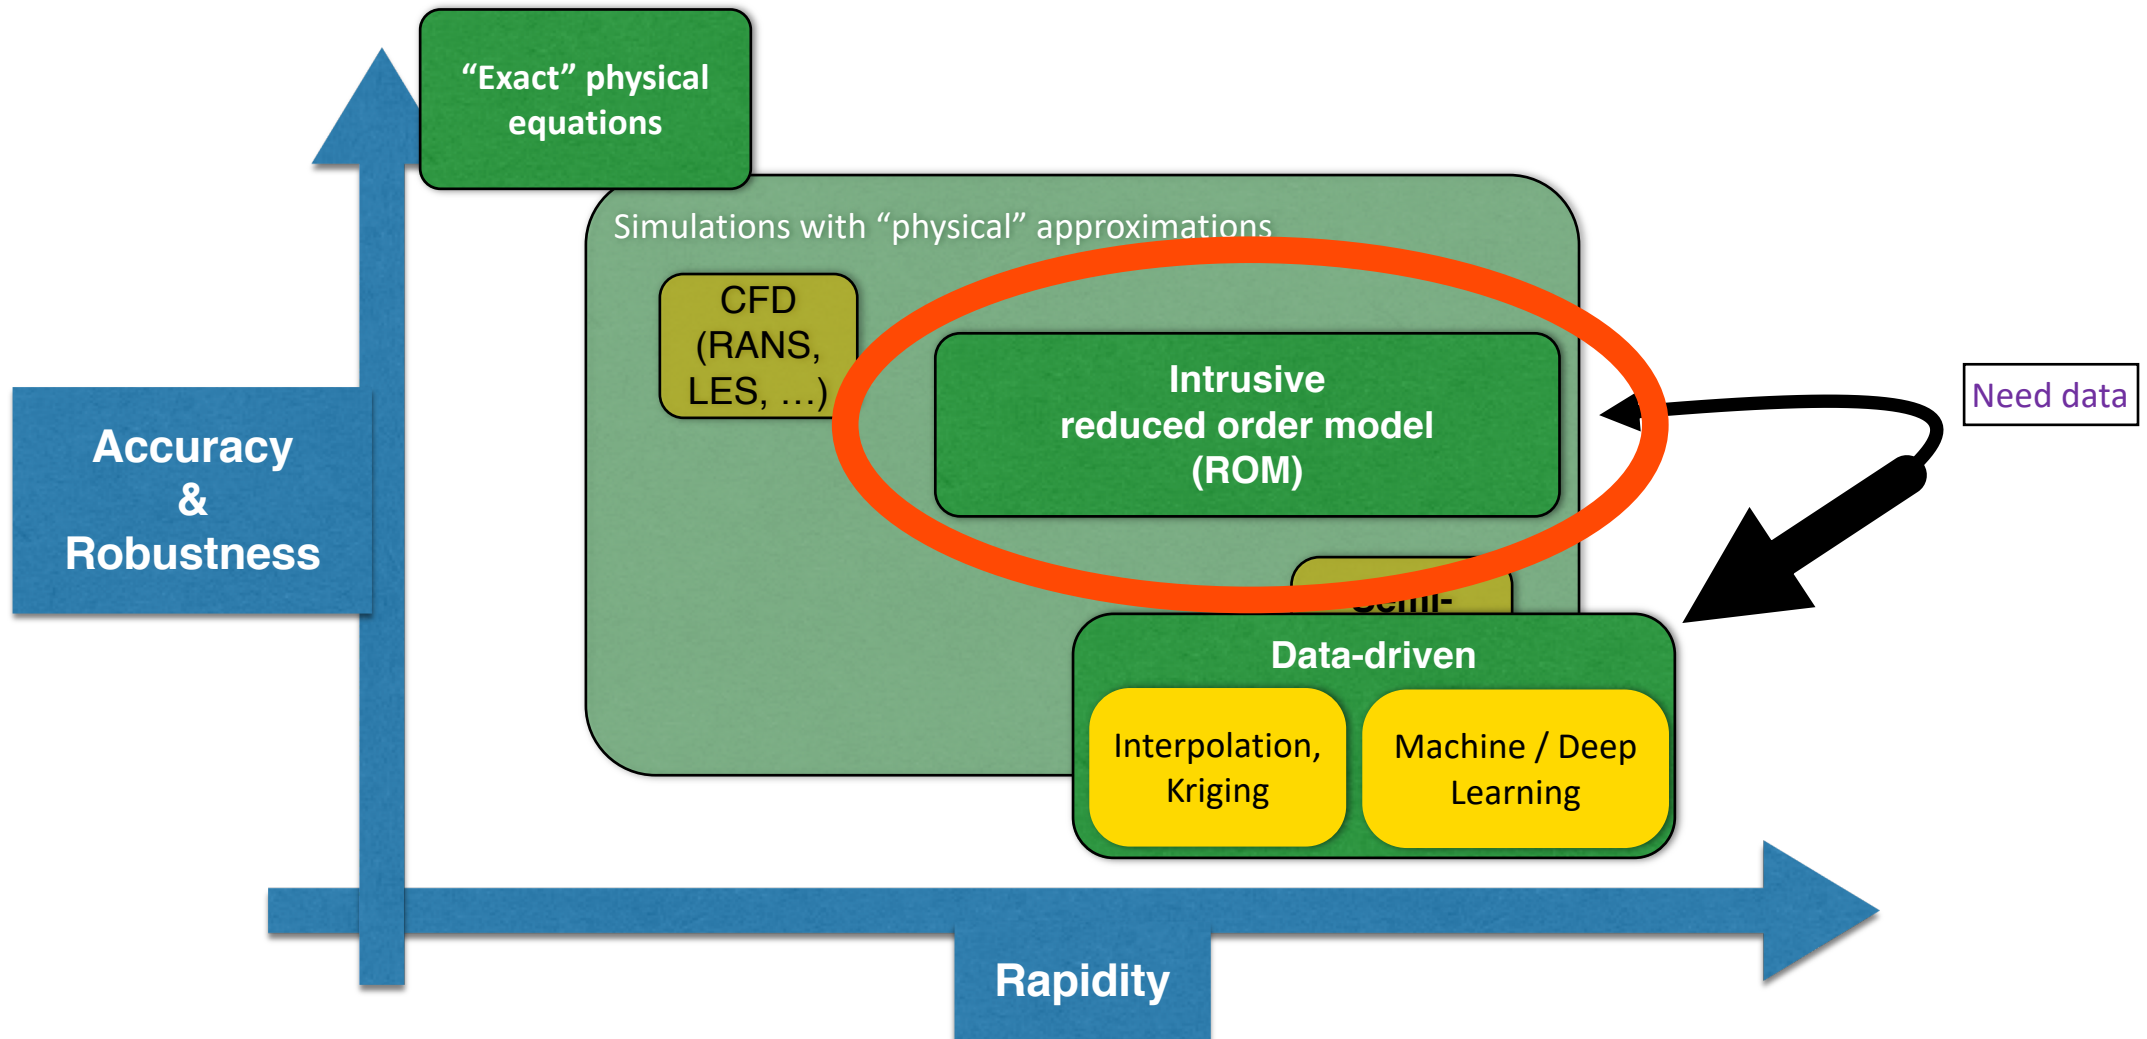 “Exact” physical
equations
Simulations with “physical” approximations
CFD
(RANS,
LES, …)
Intrusive
reduced order model
(ROM)
Need data
Accuracy
&
Robustness
Semi-
Data-driven
Interpolation,
Kriging
Machine / Deep
Learning
Rapidity